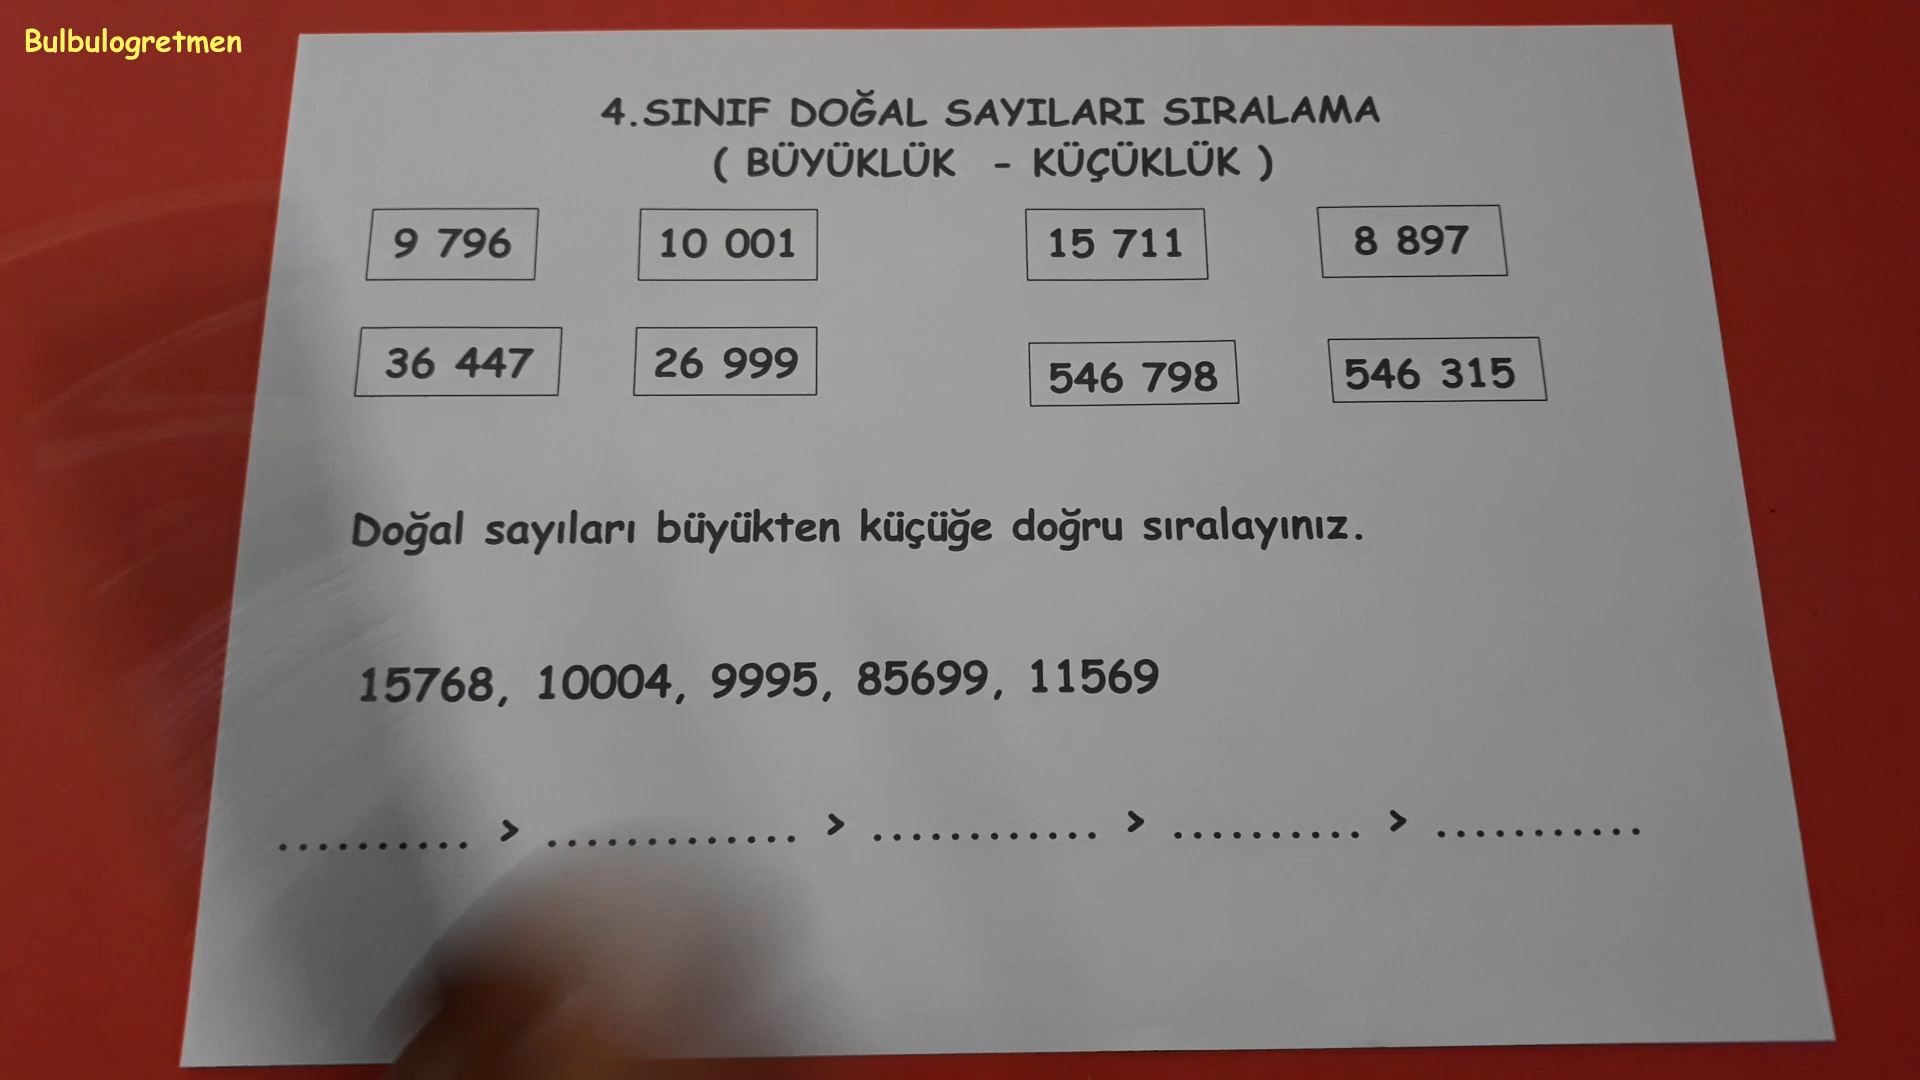 Bulbulogretmen
4.SINIF DOĞAL SAYILARI SIRALAMA
( BÜYÜKLÜK - KÜÇÜKLÜK )
9 796 10 001 15 711 8 897
36 447 26 999 546 798 546 315
Doğal sayıları büyükten küçüğe doğru sıralayınız.
15768, 10004, 9995, 85699, 11569
.......... > ............. > ............ > .......... > ...........